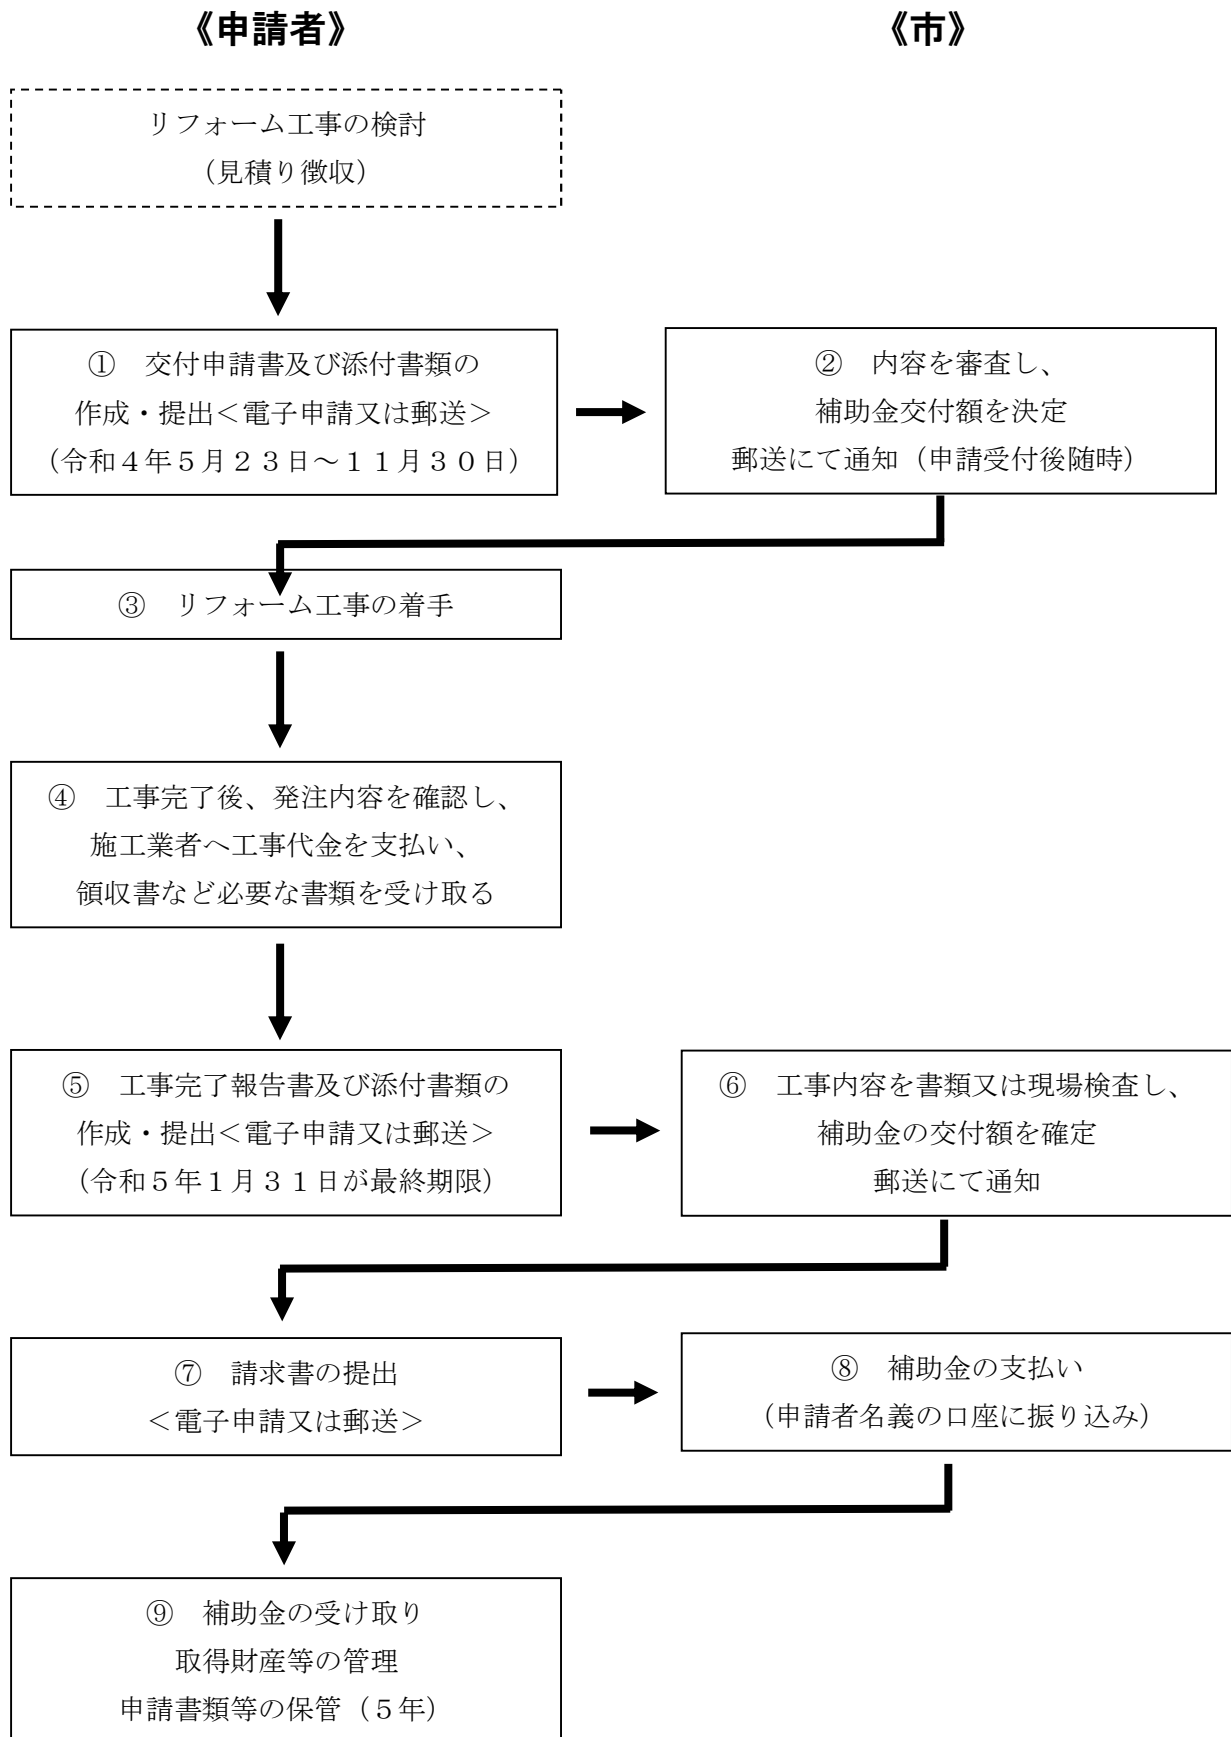 《申請者》
《市》
リフォーム工事の検討
（見積り徴収）
①　交付申請書及び添付書類の
作成・提出＜電子申請又は郵送＞
（令和４年５月２３日～１１月３０日）
②　内容を審査し、
補助金交付額を決定
郵送にて通知（申請受付後随時）
③　リフォーム工事の着手
④　工事完了後、発注内容を確認し、
施工業者へ工事代金を支払い、
領収書など必要な書類を受け取る
⑤　工事完了報告書及び添付書類の
作成・提出＜電子申請又は郵送＞
（令和５年１月３１日が最終期限）
⑥　工事内容を書類又は現場検査し、
補助金の交付額を確定
郵送にて通知
⑦　請求書の提出
＜電子申請又は郵送＞
⑧　補助金の支払い
（申請者名義の口座に振り込み）
⑨　補助金の受け取り
取得財産等の管理
申請書類等の保管（５年）